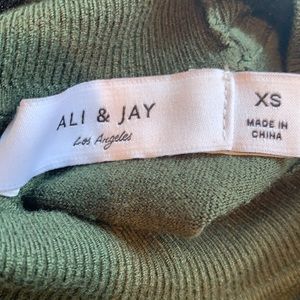 ALI & JAY
Los Angeles
XS
MADE IN
CHINA